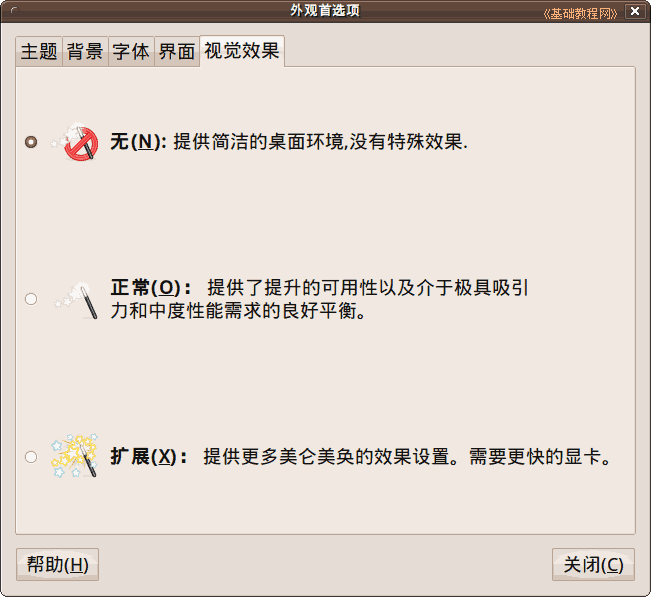 外观首选项
《基础教程网》
主题 背景 字体 界面 视觉效果
无(N): 提供简洁的桌面环境,没有特殊效果.
正常(O)： 提供了提升的可用性以及介于极具吸引
力和中度性能需求的良好平衡。
扩展(X)： 提供更多美仑美奂的效果设置。需要更快的显卡。
帮助(H) 关闭(C)